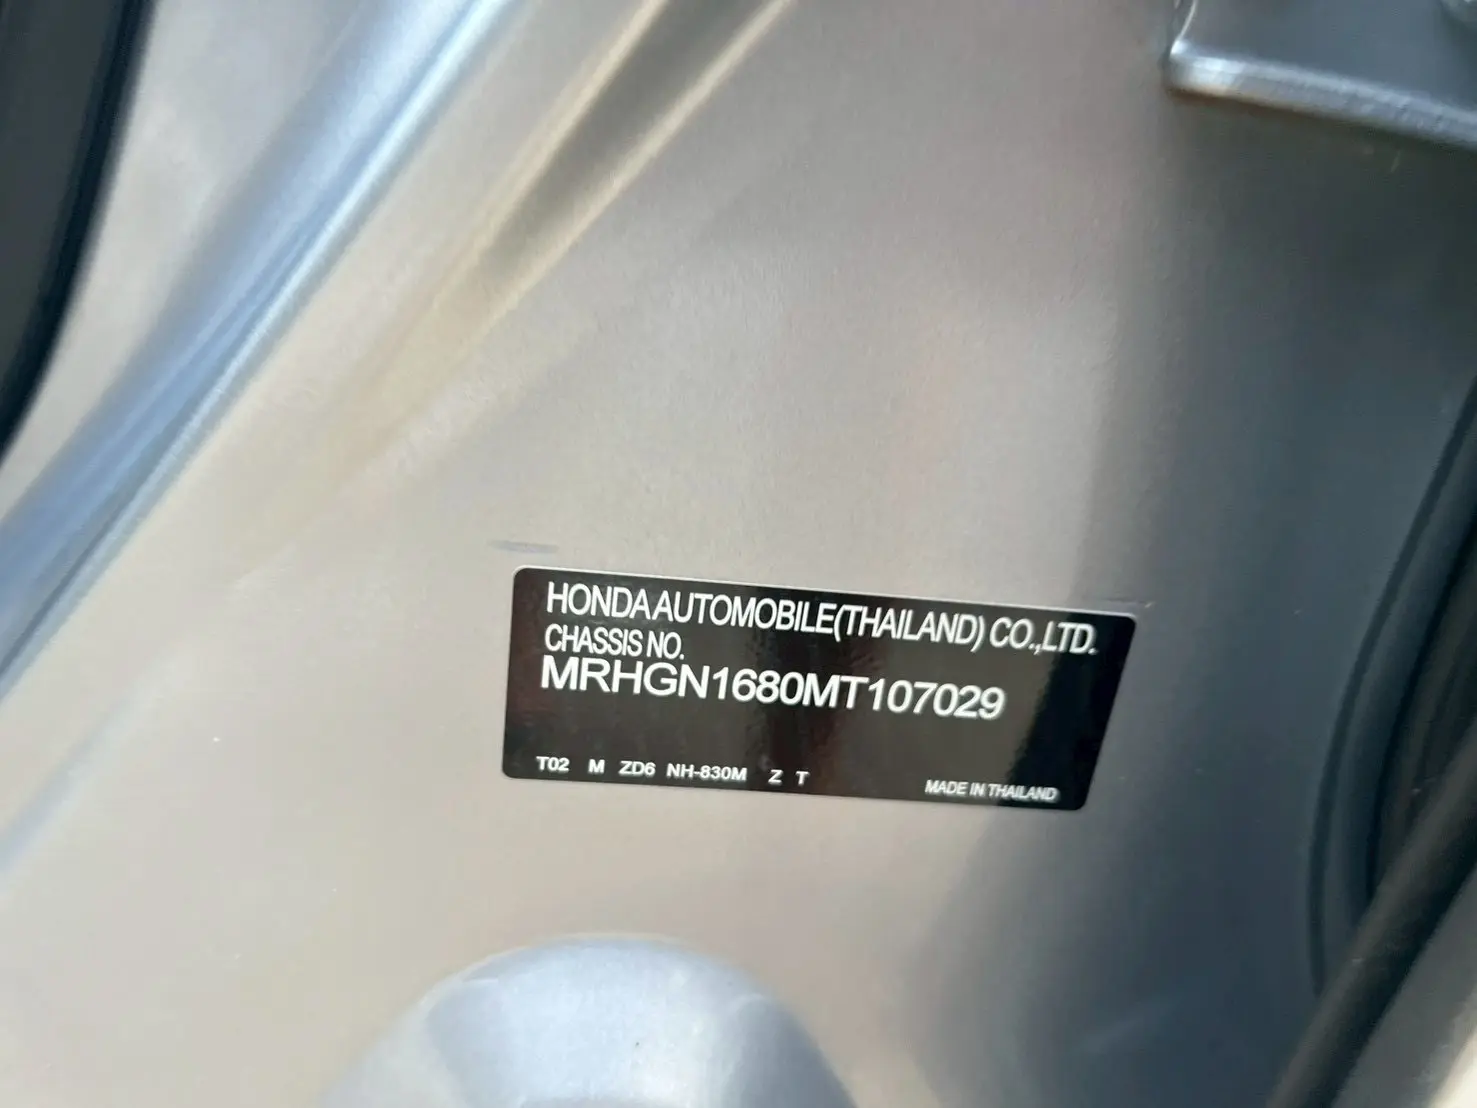 HONDA AUTOMOBILE (THAILAND) CO.,LTD.
CHASSIS NO.
MRHGN1680MT107029
T02 M ZD6 NH-830M Z T
MADE IN THAILAND